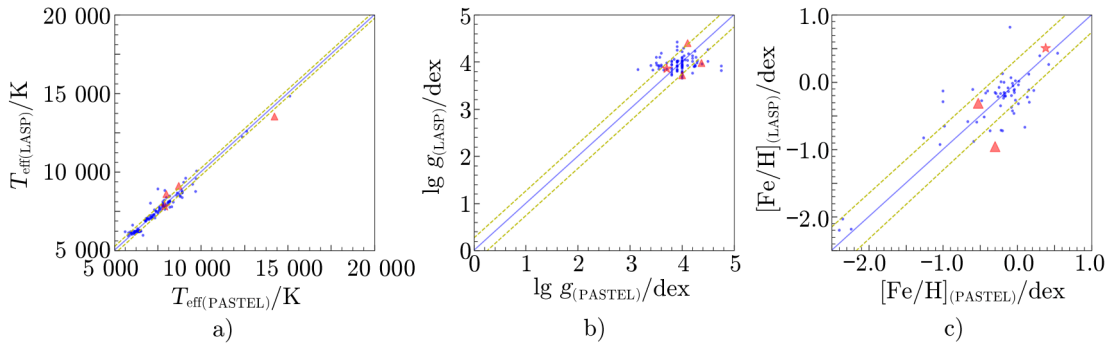 20 000
15 000
10 000
5 000
T_eff(LASP)/K
5 000 10 000 15 000 20 000
T_eff(PASTEL)/K
a)
5
4
3
2
1
0
lg g_(LASP)/dex
0 1 2 3 4 5
lg g_(PASTEL)/dex
b)
1.0
0.0
−1.0
−2.0
[Fe/H]_(LASP)/dex
−2.0 −1.0 0.0 1.0
[Fe/H]_(PASTEL)/dex
c)